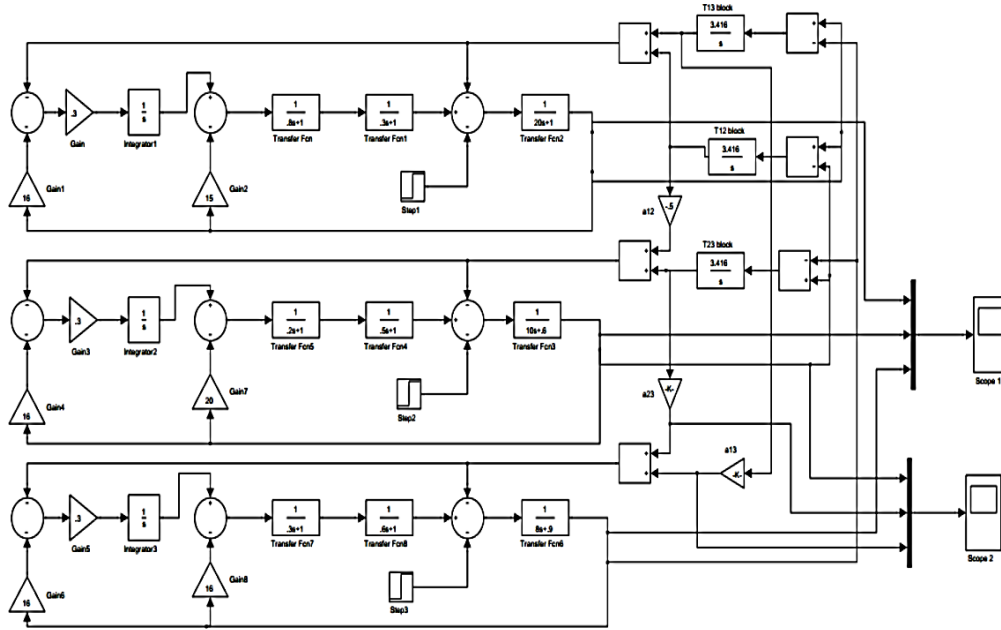 T13 block
3.416
s
.3
Gain
1
s
Integrator1
1
.8s+1
Transfer Fcn
1
.3s+1
Transfer Fcn1
1
20s+1
Transfer Fcn2
T12 block
3.416
s
16
Gain1
15
Gain2
Step1
-.5
a12
T23 block
3.416
s
.3
Gain3
1
s
Integrator2
1
.2s+1
Transfer Fcn5
1
.5s+1
Transfer Fcn4
1
10s+.6
Transfer Fcn3
Scope 1
16
Gain4
20
Gain7
Step2
-K-
a23
a13
-K-
.3
Gain5
1
s
Integrator3
1
.3s+1
Transfer Fcn7
1
.6s+1
Transfer Fcn8
1
8s+.9
Transfer Fcn6
Scope 2
16
Gain6
16
Gain8
Step3